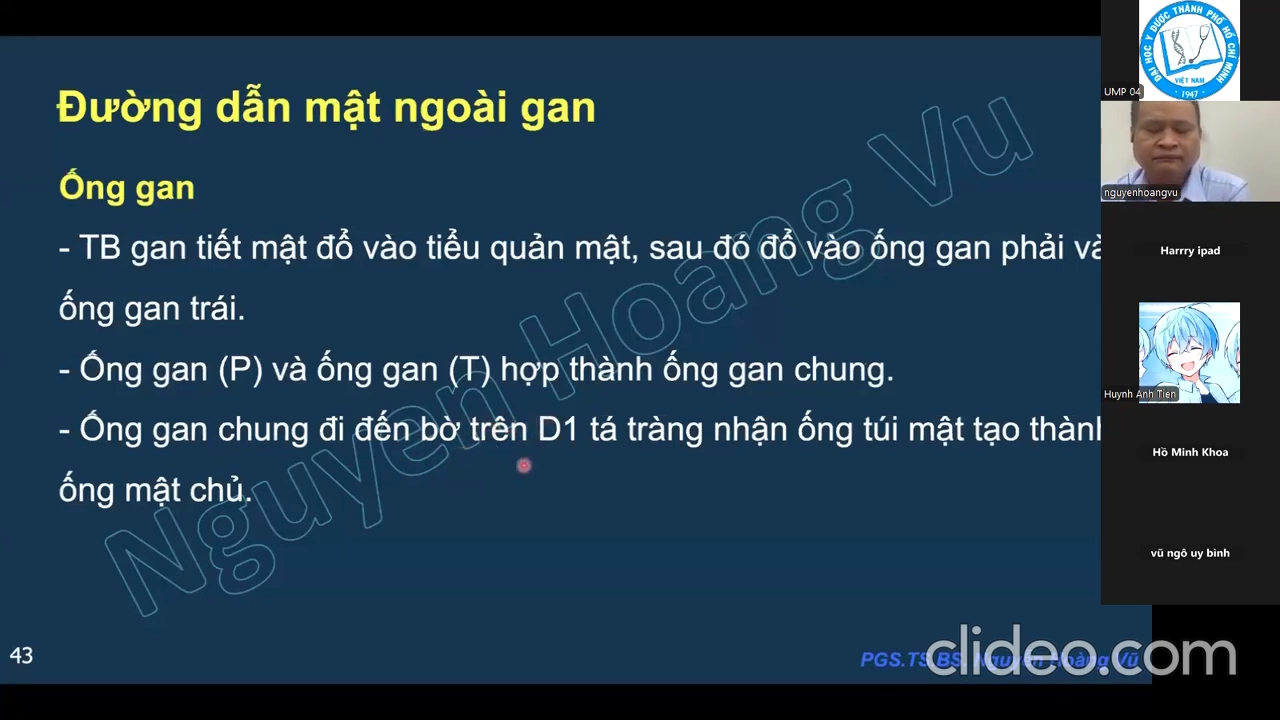 Đường dẫn mật ngoài gan
Ống gan
- TB gan tiết mật đổ vào tiểu quản mật, sau đó đổ vào ống gan phải và
ống gan trái.
- Ống gan (P) và ống gan (T) hợp thành ống gan chung.
- Ống gan chung đi đến bờ trên D1 tá tràng nhận ống túi mật tạo thành
ống mật chủ.
Nguyen Hoang Vu
43
PGS.TS.BS. Nguyễn Hoàng Vũ
clideo.com
ĐẠI HỌC Y DƯỢC THÀNH PHỐ HỒ CHÍ MINH
VIỆT NAM
1947
UMP 04
nguyenhoangvu
Harrry ipad
Huynh Anh Tien
Hồ Minh Khoa
vũ ngô uy bình